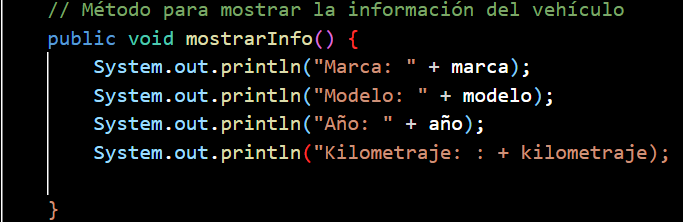 // Método para mostrar la información del vehículo
public void mostrarInfo() {
System.out.println("Marca: " + marca);
System.out.println("Modelo: " + modelo);
System.out.println("Año: " + año);
System.out.println("Kilometraje: : + kilometraje);
}